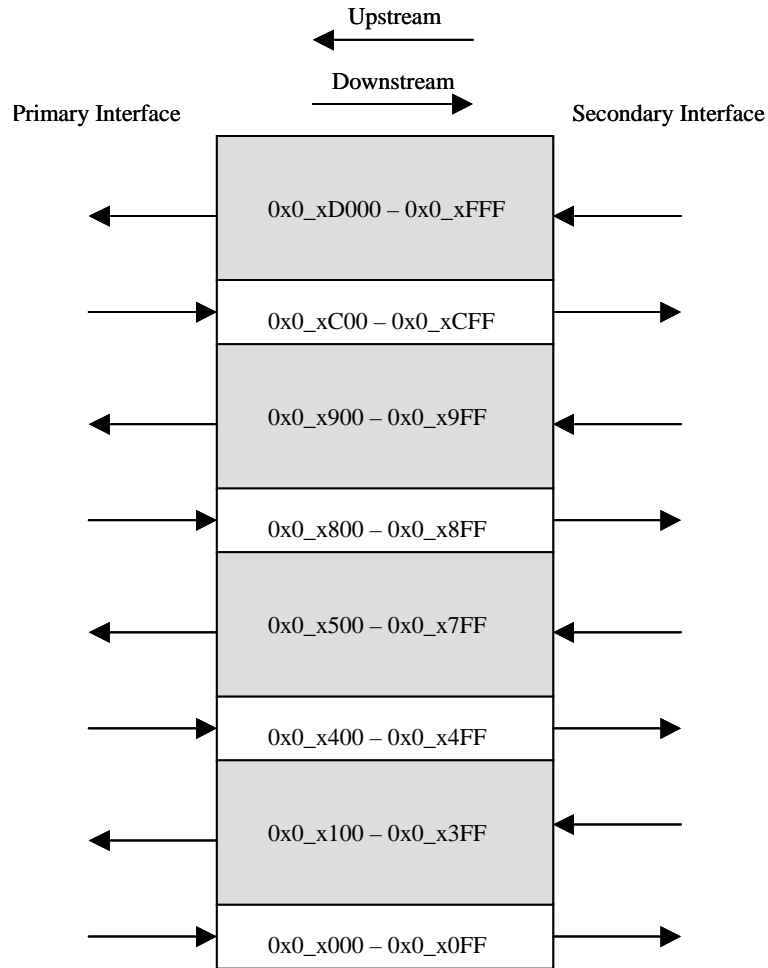 Upstream
Downstream
Primary Interface
Secondary Interface
0x0_xD000 – 0x0_xFFF
0x0_xC00 – 0x0_xCFF
0x0_x900 – 0x0_x9FF
0x0_x800 – 0x0_x8FF
0x0_x500 – 0x0_x7FF
0x0_x400 – 0x0_x4FF
0x0_x100 – 0x0_x3FF
0x0_x000 – 0x0_x0FF